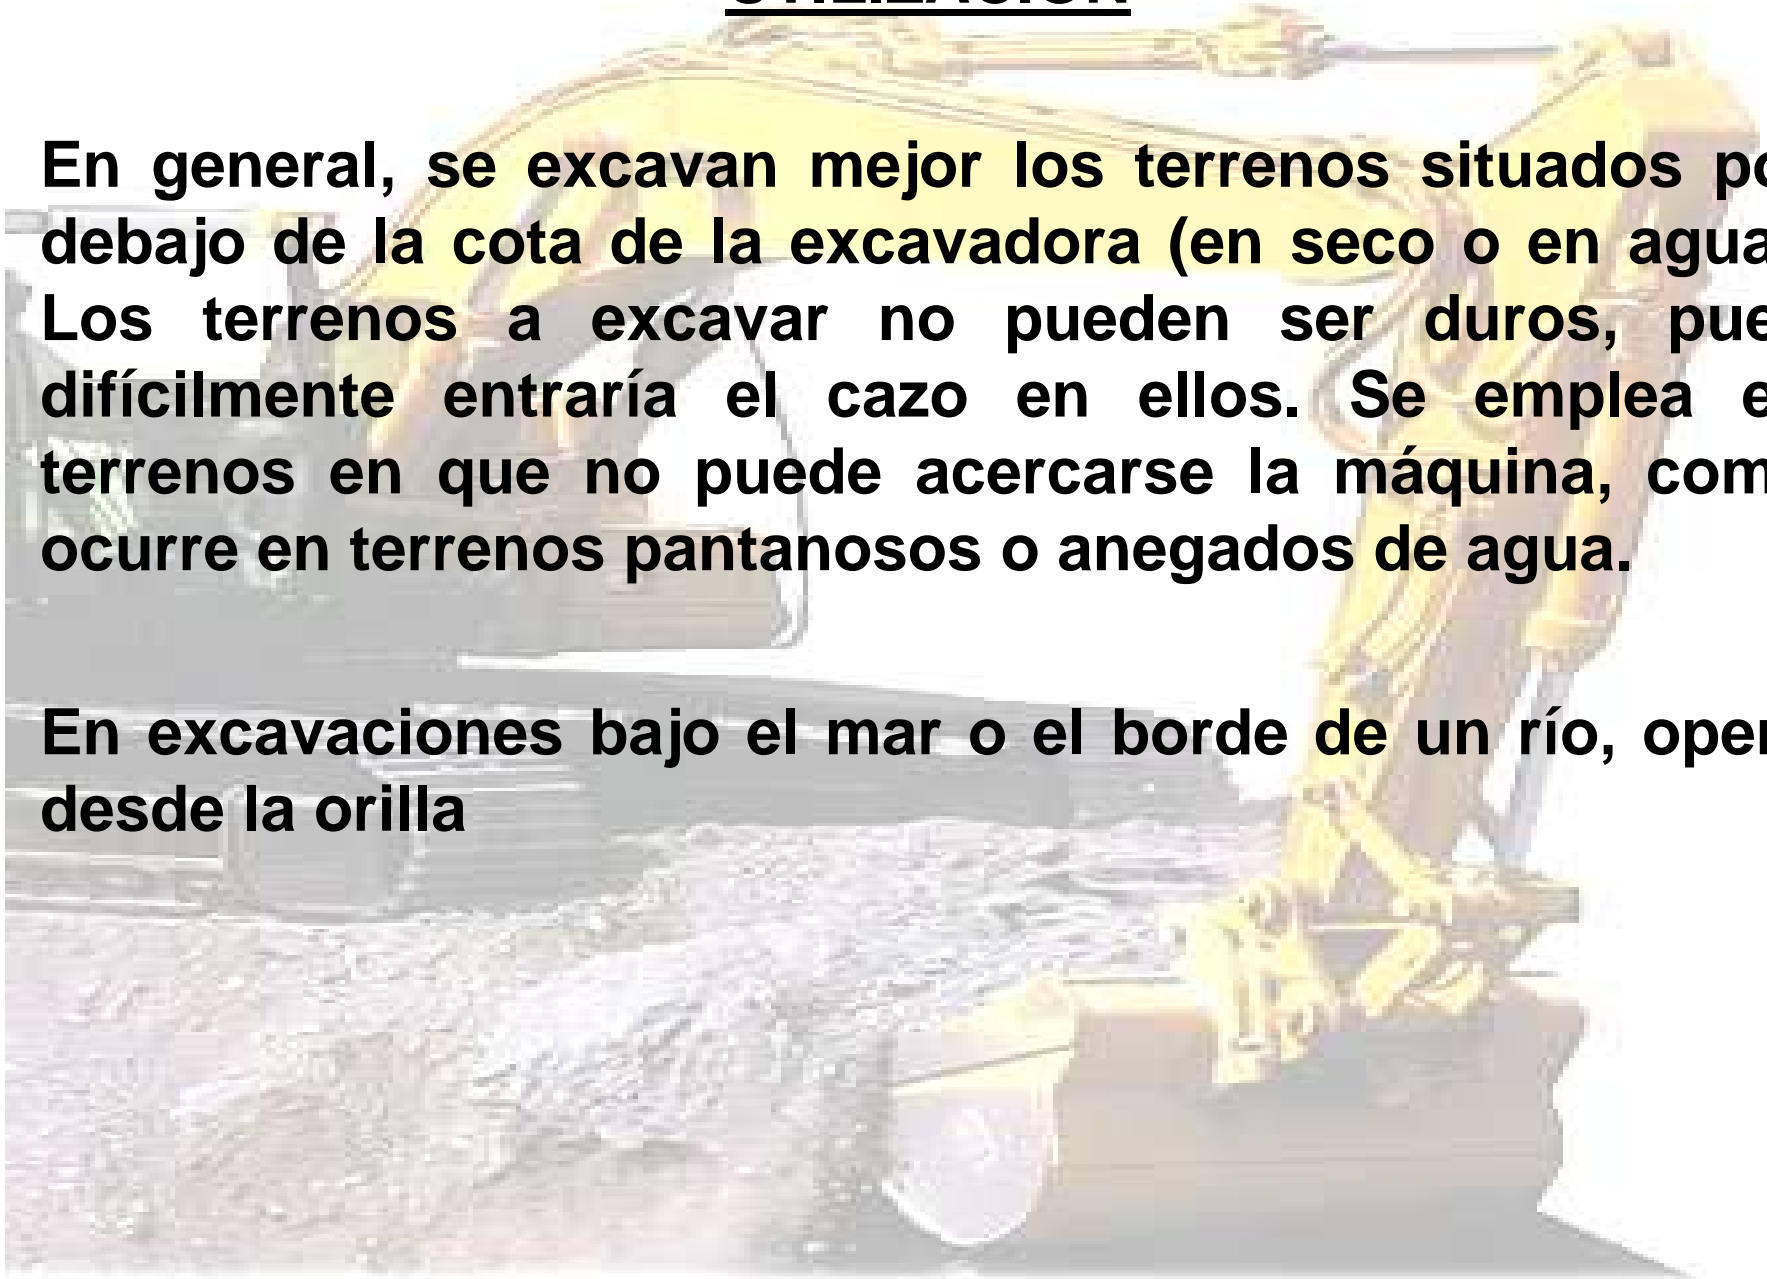 UTILIZACIÓN
En general, se excavan mejor los terrenos situados po
debajo de la cota de la excavadora (en seco o en agua
Los terrenos a excavar no pueden ser duros, pue
difícilmente entraría el cazo en ellos. Se emplea e
terrenos en que no puede acercarse la máquina, com
ocurre en terrenos pantanosos o anegados de agua.
En excavaciones bajo el mar o el borde de un río, oper
desde la orilla